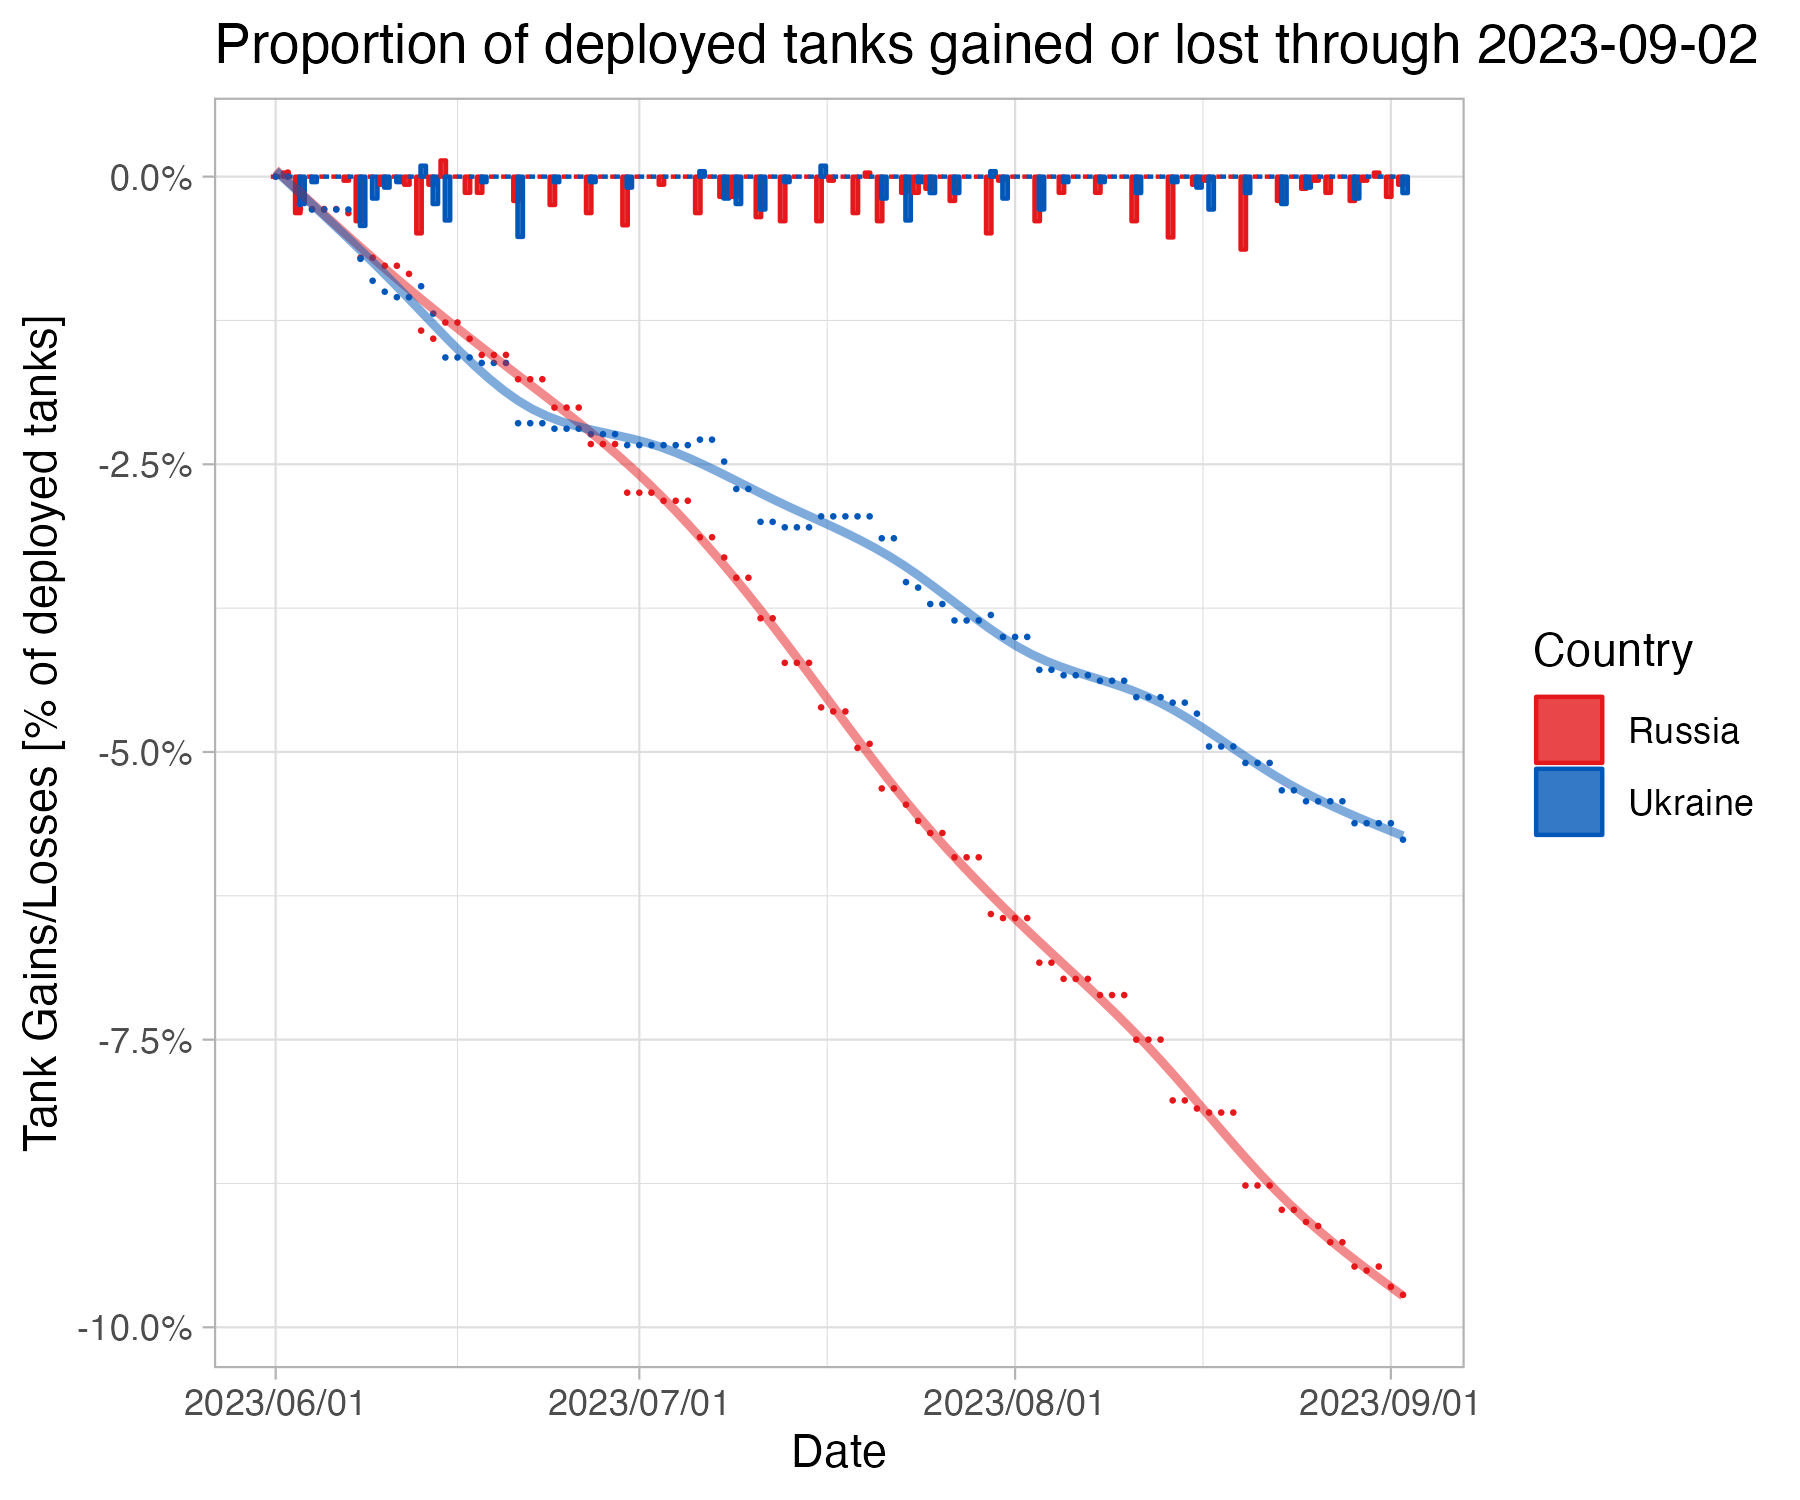 Proportion of deployed tanks gained or lost through 2023-09-02
Tank Gains/Losses [% of deployed tanks]
0.0%
-2.5%
-5.0%
-7.5%
-10.0%
2023/06/01
2023/07/01
2023/08/01
2023/09/01
Date
Country
Russia
Ukraine